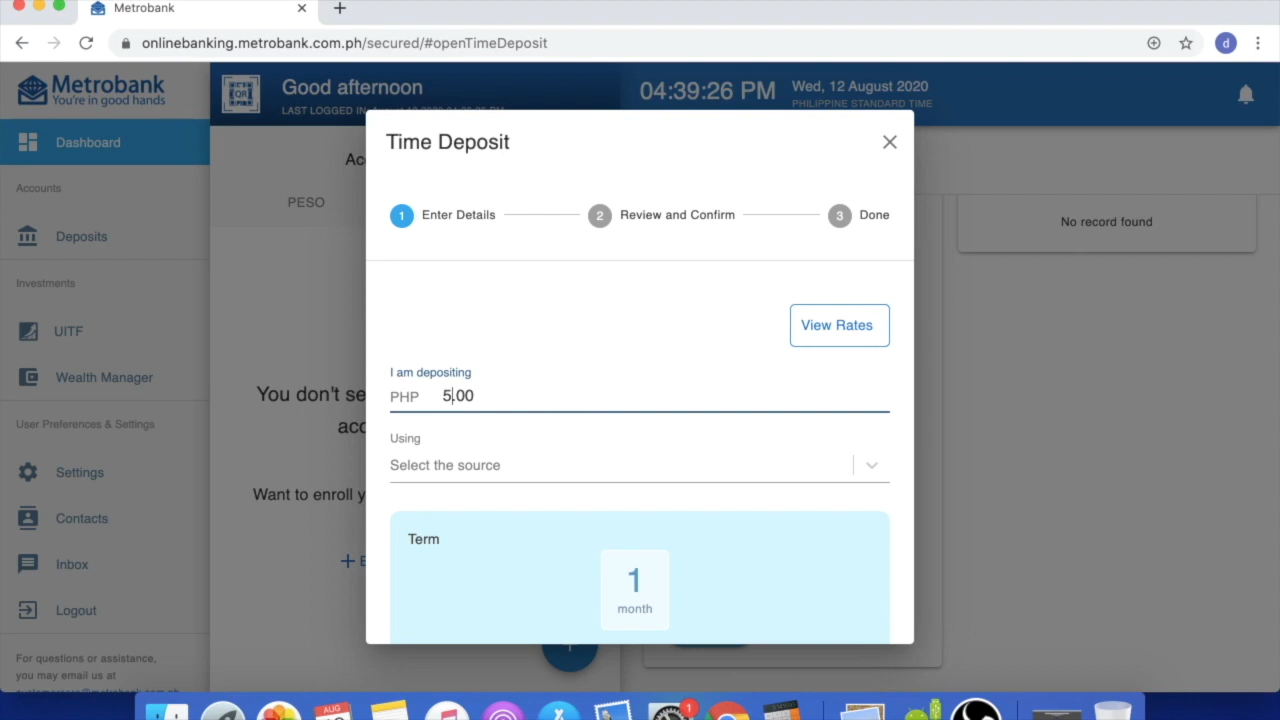 Metrobank
onlinebanking.metrobank.com.ph/secured/#openTimeDeposit
d
Metrobank
You're in good hands
QR
Good afternoon
LAST LOGGED IN
04:39:26 PM
Wed, 12 August 2020
PHILIPPINE STANDARD TIME
Dashboard
Accounts
Deposits
Investments
UITF
Wealth Manager
User Preferences & Settings
Settings
Contacts
Inbox
Logout
For questions or assistance,
you may email us at
PESO
You don't se
acc
Want to enroll y
No record found
Time Deposit
1 Enter Details
2 Review and Confirm
3 Done
View Rates
I am depositing
PHP 5.00
Using
Select the source
Term
1
month
AUG
1